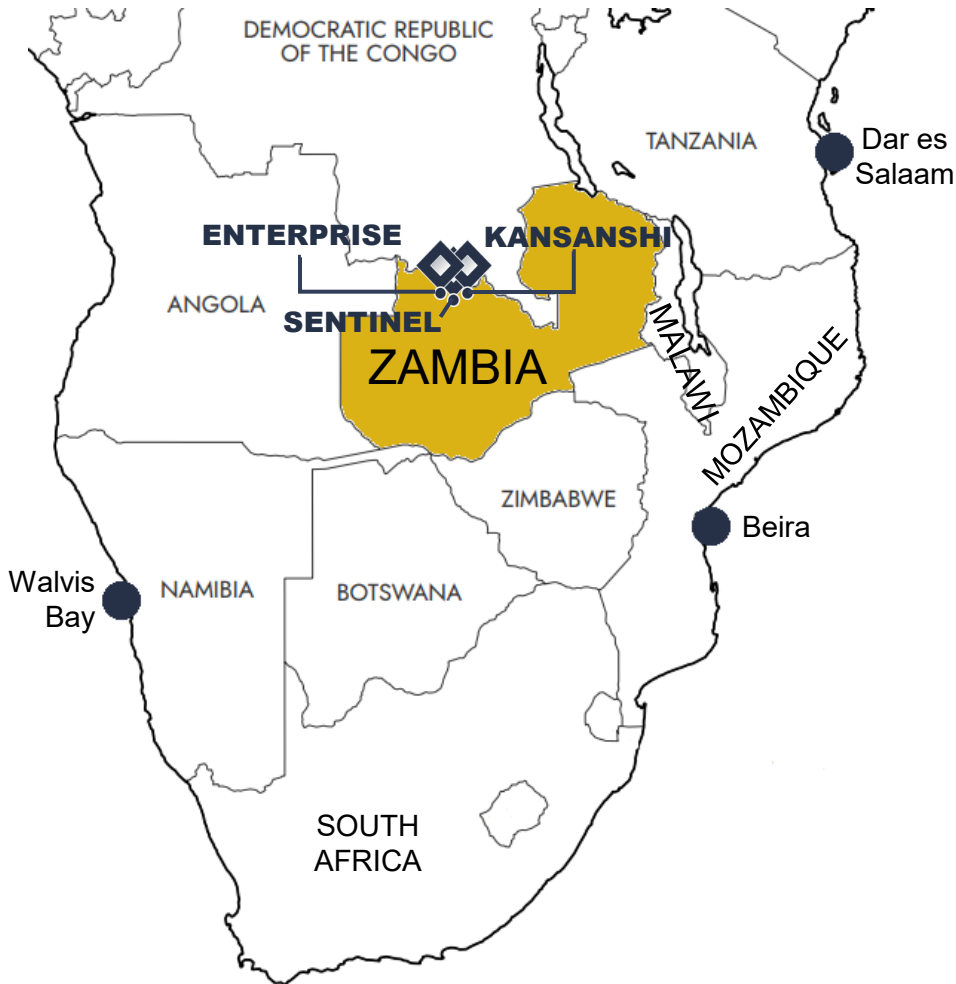 DEMOCRATIC REPUBLIC
OF THE CONGO
TANZANIA
Dar es
Salaam
ENTERPRISE
KANSANSHI
ANGOLA
SENTINEL
ZAMBIA
MALAWI
MOZAMBIQUE
ZIMBABWE
Beira
Walvis
Bay
NAMIBIA
BOTSWANA
SOUTH
AFRICA